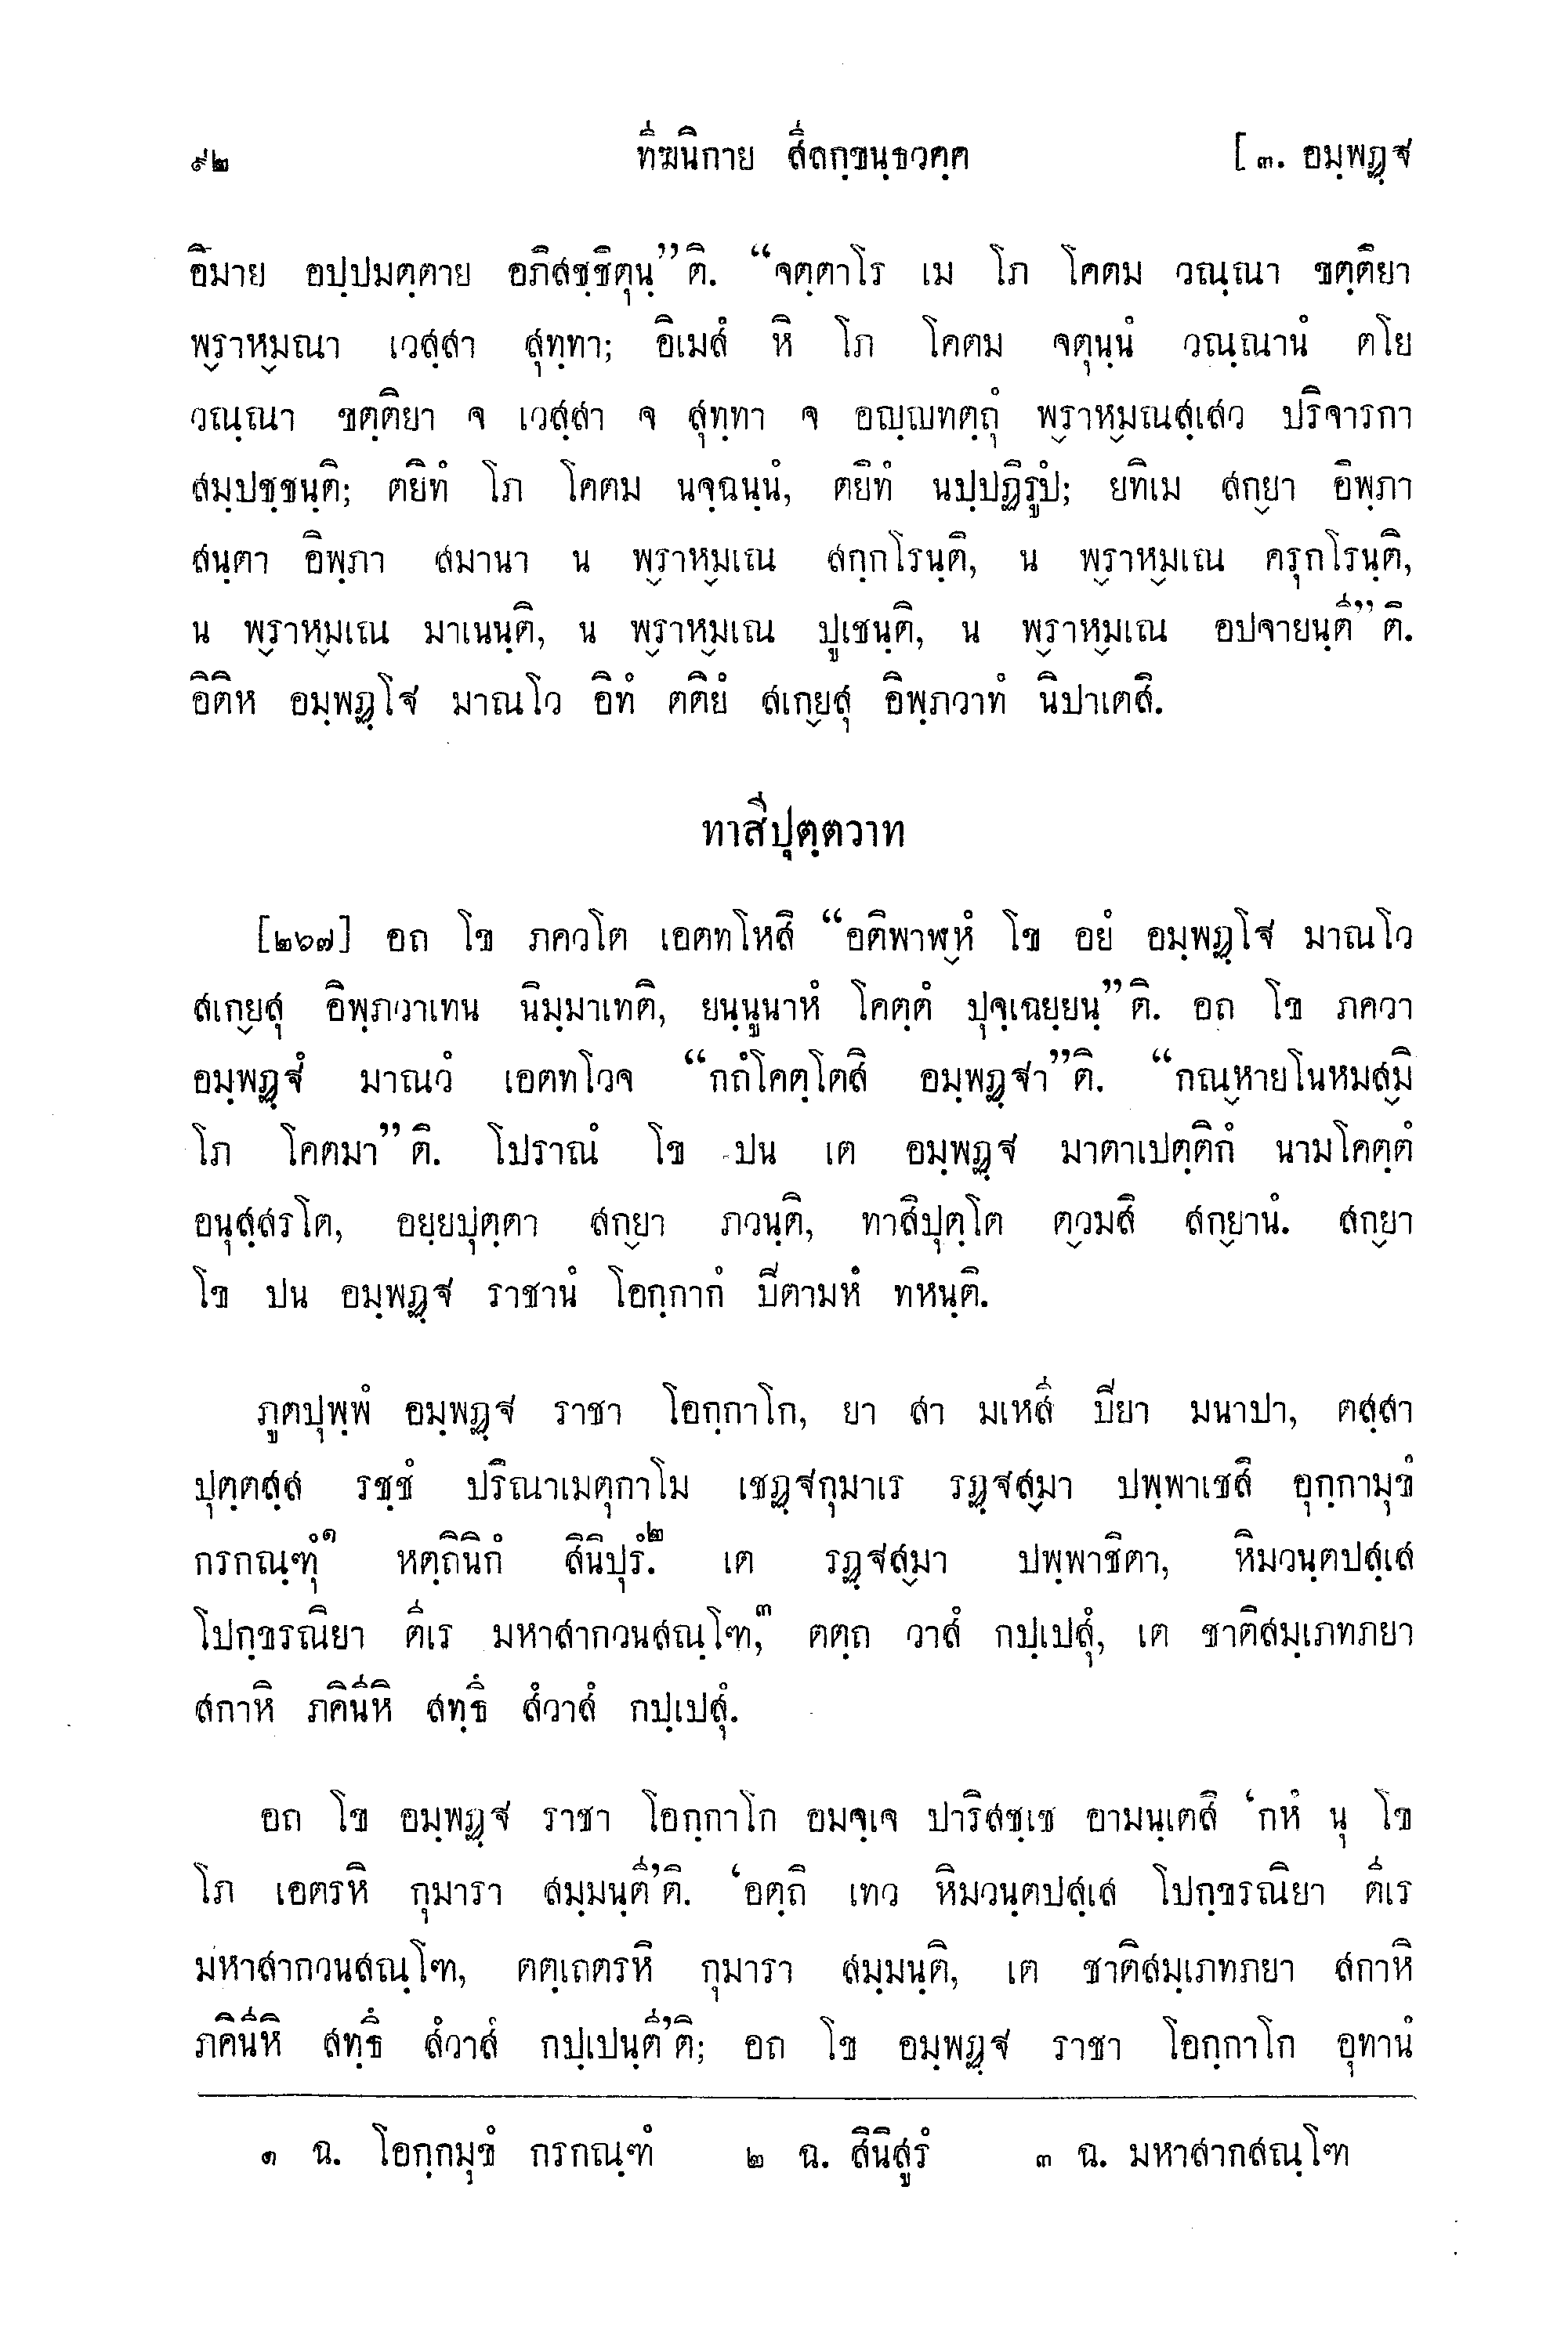 ๙๒ ทีฆนิกาย สีลกฺขนฺธวคฺค [ ๓. อมฺพฏฺฐ
อิมาย อปฺปมตฺตาย อภิสชฺชิตุนฺ”ติ. “จตฺตาโร เม โภ โคตม วณฺณา ขตฺติยา
พ๎ราห๎มณา เวสฺสา สุทฺทา; อิเมสํ หิ โภ โคตม จตุนฺนํ วณฺณานํ ตโย
วณฺณา ขตฺติยา จ เวสฺสา จ สุทฺทา จ อญฺญทตฺถุํ พ๎ราห๎มณสฺเสว ปริจารกา
สมฺปชฺชนฺติ; ตยิทํ โภ โคตม นจฺฉนฺนํ, ตยิทํ นปฺปฏิรูปํ; ยทิเม สก๎ยา อิพฺภา
สนฺตา อิพฺภา สมานา น พ๎ราห๎มเณ สกฺกโรนฺติ, น พ๎ราห๎มเณ ครุกโรนฺติ,
น พ๎ราห๎มเณ มาเนนฺติ, น พ๎ราห๎มเณ ปูเชนฺติ, น พ๎ราห๎มเณ อปจายนฺตี”ติ.
อิติห อมฺพฏฺโฐ มาณโว อิทํ ตติยํ สเก๎ยสุ อิพฺภวาทํ นิปาเตสิ.
ทาสีปุตฺตวาท
[๒๖๗] อถ โข ภควโต เอตทโหสิ “อติพาฬ๎หํ โข อยํ อมฺพฏฺโฐ มาณโว
สเก๎ยสุ อิพฺภวาเทน นิมฺมาเทติ, ยนฺนูนาหํ โคตฺตํ ปุจฺเฉยฺยนฺ”ติ. อถ โข ภควา
อมฺพฏฺฐํ มาณวํ เอตทโวจ “กถํโคตฺโตสิ อมฺพฏฺฐา”ติ. “กณ๎หายโนหมส๎มิ
โภ โคตมา”ติ. โปราณํ โข ปน เต อมฺพฏฺฐ มาตาเปตฺติกํ นามโคตฺตํ
อนุสฺสรโต, อยฺยปุตฺตา สก๎ยา ภวนฺติ, ทาสิปุตฺโต ต๎วมสิ สก๎ยานํ. สก๎ยา
โข ปน อมฺพฏฺฐ ราชานํ โอกฺกากํ ปิตามหํ ทหนฺติ.
ภูตปุพฺพํ อมฺพฏฺฐ ราชา โอกฺกาโก, ยา สา มเหสี ปิยา มนาปา, ตสฺสา
ปุตฺตสฺส รชฺชํ ปริณาเมตุกาโม เชฏฺฐกุมาเร รฏฺฐส๎มา ปพฺพาเชสิ อุกฺกามุขํ
กรกณฺฑุํ๑ หตฺถินิกํ สินิปุรํ.๒ เต รฏฺฐส๎มา ปพฺพาชิตา, หิมวนฺตปสฺเส
โปกฺขรณิยา ตีเร มหาสากวนสณฺโฑ,๓ ตตฺถ วาสํ กปฺเปสุํ, เต ชาติสมฺเภทภยา
สกาหิ ภคินีหิ สทฺธึ สํวาสํ กปฺเปสุํ.
อถ โข อมฺพฏฺฐ ราชา โอกฺกาโก อมจฺเจ ปาริสชฺเช อามนฺเตสิ ‘กหํ นุ โข
โภ เอตรหิ กุมารา สมฺมนฺตี’ติ. ‘อตฺถิ เทว หิมวนฺตปสฺเส โปกฺขรณิยา ตีเร
มหาสากวนสณฺโฑ, ตตฺเถตรหิ กุมารา สมฺมนฺติ, เต ชาติสมฺเภทภยา สกาหิ
ภคินีหิ สทฺธึ สํวาสํ กปฺเปนฺตี’ติ; อถ โข อมฺพฏฺฐ ราชา โอกฺกาโก อุทานํ
๑ ฉ. โอกฺกมุขํ กรกณฺฑํ ๒ ฉ. สินิสูรํ ๓ ฉ. มหาสากสณฺโฑ